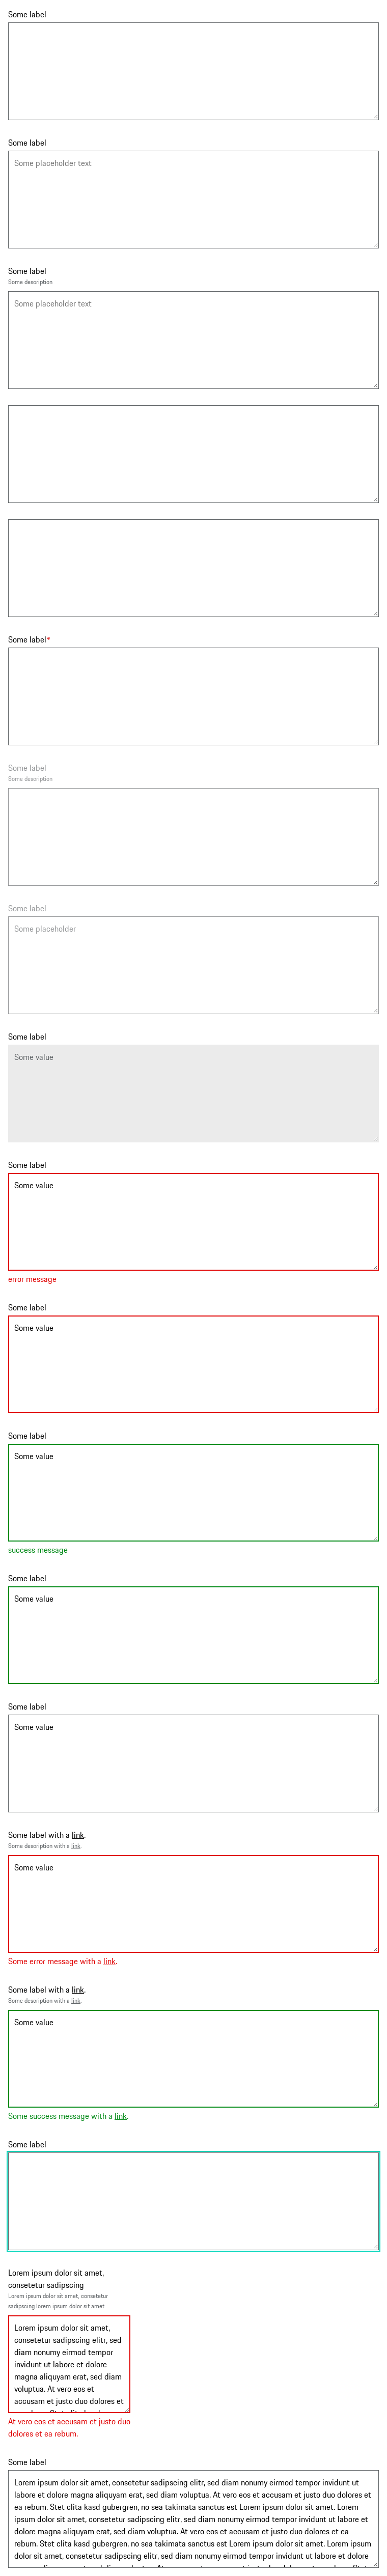 Some label
Some label
Some placeholder text
Some label
Some description
Some placeholder text
Some label*
Some label
Some description
Some label
Some placeholder
Some label
Some value
Some label
Some value
error message
Some label
Some value
Some label
Some value
success message
Some label
Some value
Some label
Some value
Some label with a link.
Some description with a link.
Some value
Some error message with a link.
Some label with a link.
Some description with a link.
Some value
Some success message with a link.
Some label
Lorem ipsum dolor sit amet,
consetetur sadipscing
Lorem ipsum dolor sit amet, consetetur
sadipscing lorem ipsum dolor sit amet
Lorem ipsum dolor sit amet,
consetetur sadipscing elitr, sed
diam nonumy eirmod tempor
invidunt ut labore et dolore
magna aliquyam erat, sed diam
voluptua. At vero eos et
accusam et justo duo dolores et
At vero eos et accusam et justo duo
dolores et ea rebum.
Some label
Lorem ipsum dolor sit amet, consetetur sadipscing elitr, sed diam nonumy eirmod tempor invidunt ut
labore et dolore magna aliquyam erat, sed diam voluptua. At vero eos et accusam et justo duo dolores et
ea rebum. Stet clita kasd gubergren, no sea takimata sanctus est Lorem ipsum dolor sit amet. Lorem
ipsum dolor sit amet, consetetur sadipscing elitr, sed diam nonumy eirmod tempor invidunt ut labore et
dolore magna aliquyam erat, sed diam voluptua. At vero eos et accusam et justo duo dolores et ea
rebum. Stet clita kasd gubergren, no sea takimata sanctus est Lorem ipsum dolor sit amet. Lorem ipsum
dolor sit amet, consetetur sadipscing elitr, sed diam nonumy eirmod tempor invidunt ut labore et dolore